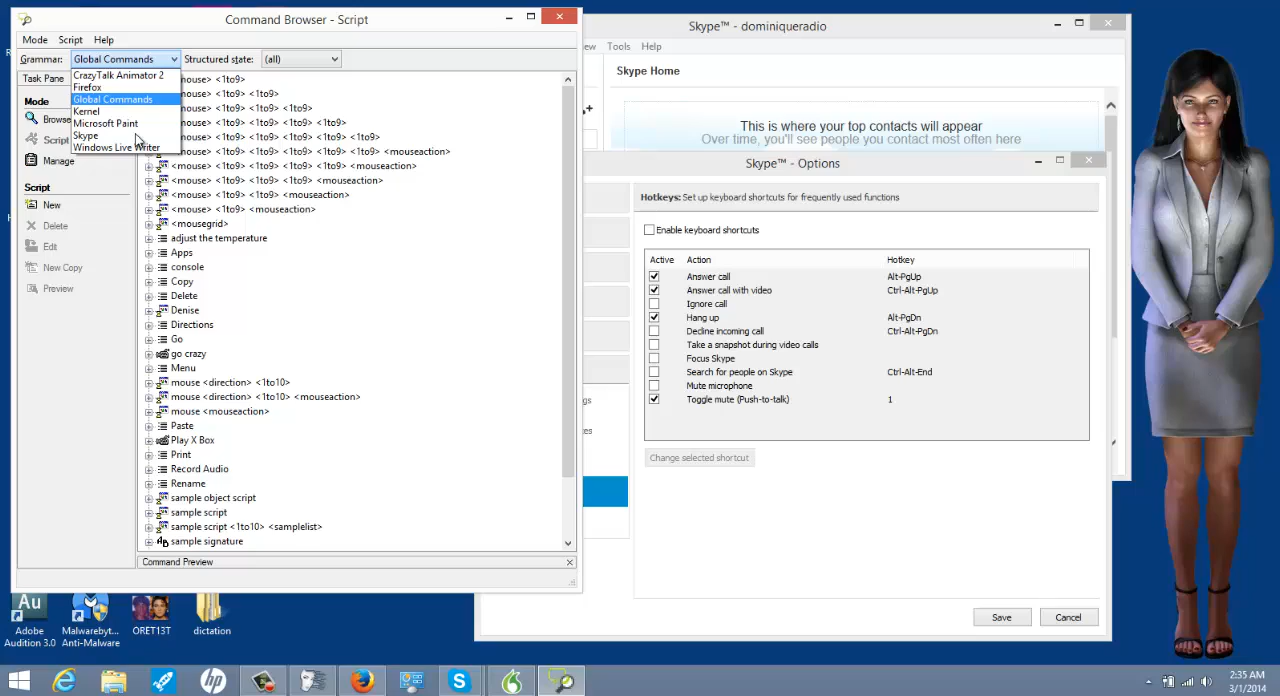 Command Browser - Script
Mode Script Help
Grammar: Global Commands Structured state: (all)
Task Pane
CrazyTalk Animator 2
Firefox
Global Commands
Kernel
Microsoft Paint
Skype
Windows Live Writer
Mode
Browse
Script
Manage
Script
New
Delete
Edit
New Copy
Preview
mouse> <1to9>
mouse> <1to9> <1to9>
mouse> <1to9> <1to9> <1to9>
mouse> <1to9> <1to9> <1to9> <1to9>
mouse> <1to9> <1to9> <1to9> <1to9> <1to9>
mouse> <1to9> <1to9> <1to9> <1to9> <1to9> <mouseaction>
<mouse> <1to9> <1to9> <1to9> <1to9> <mouseaction>
<mouse> <1to9> <1to9> <1to9> <mouseaction>
<mouse> <1to9> <1to9> <mouseaction>
<mouse> <1to9> <mouseaction>
<mousegrid>
adjust the temperature
Apps
console
Copy
Delete
Denise
Directions
Go
go crazy
Menu
mouse <direction> <1to10>
mouse <direction> <1to10> <mouseaction>
mouse <mouseaction>
Paste
Play X Box
Print
Record Audio
Rename
sample object script
sample script
sample script <1to10> <samplelist>
sample signature
Command Preview
Skype™ - dominiqueradio
ew Tools Help
Skype Home
This is where your top contacts will appear
Over time, you'll see people you contact most often here
Skype™ - Options
Hotkeys: Set up keyboard shortcuts for frequently used functions
Enable keyboard shortcuts
Active Action Hotkey
Answer call Alt-PgUp
Answer call with video Ctrl-Alt-PgUp
Ignore call
Hang up Alt-PgDn
Decline incoming call Ctrl-Alt-PgDn
Take a snapshot during video calls
Focus Skype
Search for people on Skype Ctrl-Alt-End
Mute microphone
Toggle mute (Push-to-talk) 1
Change selected shortcut
gs
es
Save Cancel
Au
Adobe
Audition 3.0
Malwareb​yt...
Anti-Malware
ORET13T
dictation
hp
2:35 AM
3/1/2014